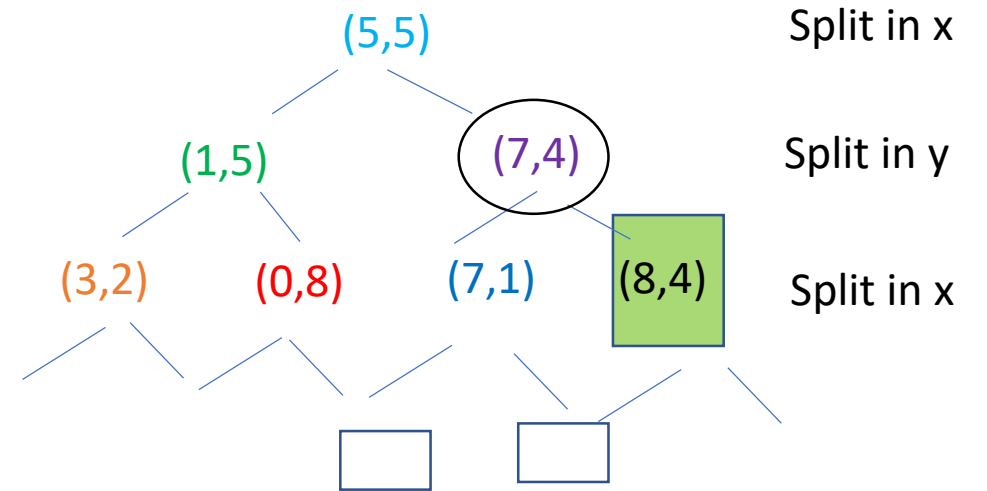 (5,5) Split in x
(1,5) (7,4) Split in y
(3,2) (0,8) (7,1) (8,4) Split in x